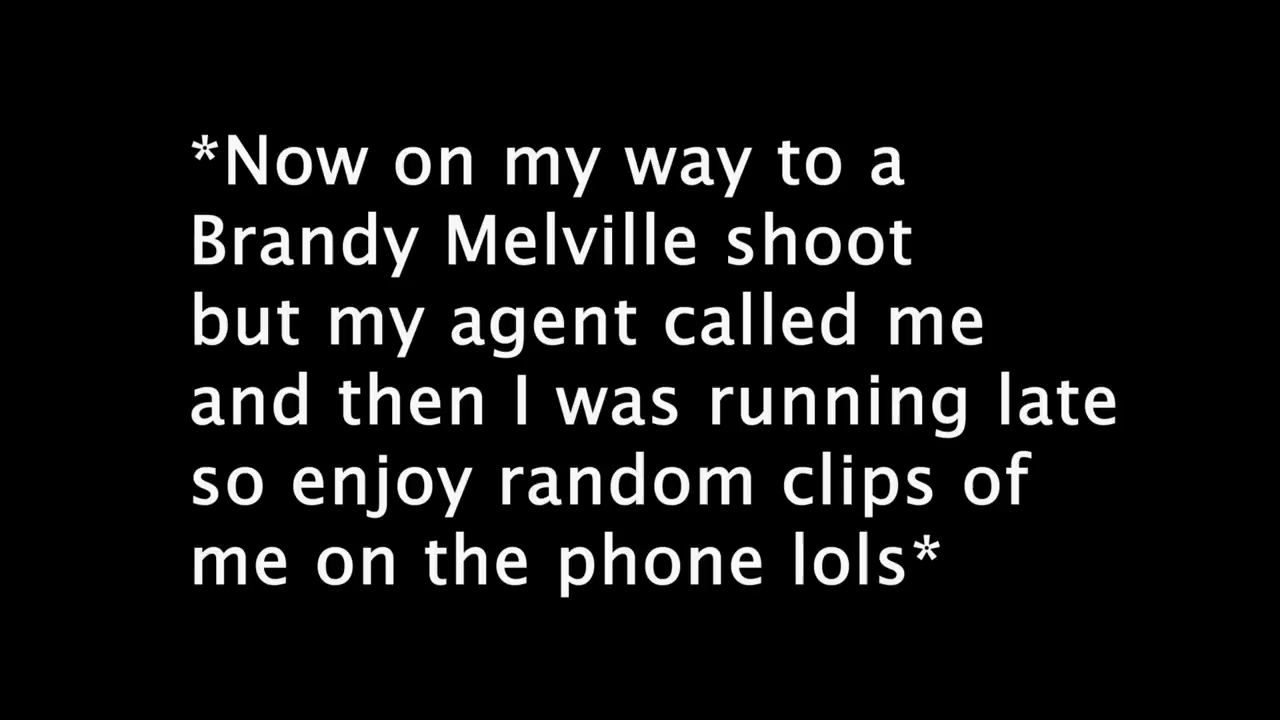 *Now on my way to a
Brandy Melville shoot
but my agent called me
and then I was running late
so enjoy random clips of
me on the phone lols*